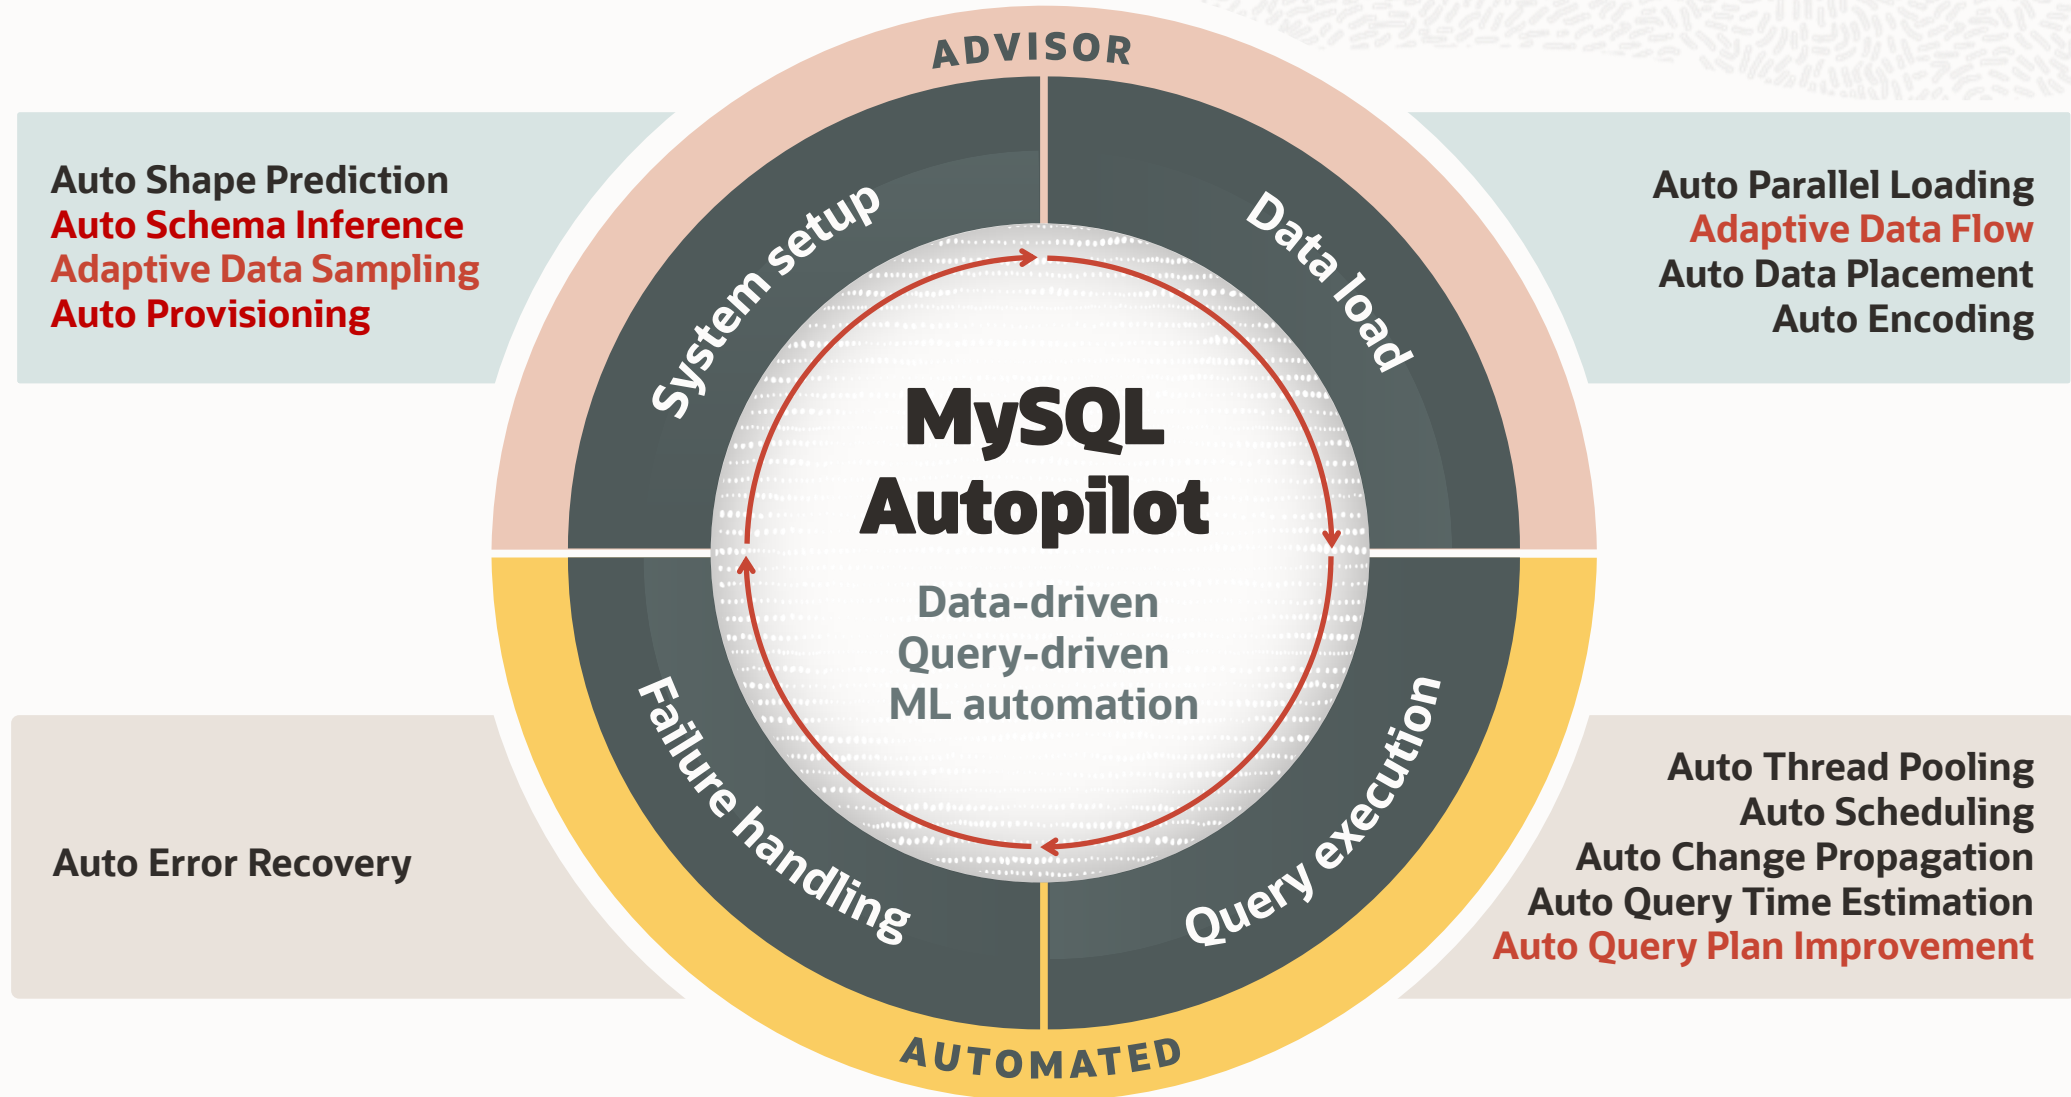 ADVISOR
Auto Shape Prediction
Auto Schema Inference
Adaptive Data Sampling
Auto Provisioning
System setup
Data load
Auto Parallel Loading
Adaptive Data Flow
Auto Data Placement
Auto Encoding
MySQL
Autopilot
Data-driven
Query-driven
ML automation
Auto Error Recovery
Failure handling
Query execution
Auto Thread Pooling
Auto Scheduling
Auto Change Propagation
Auto Query Time Estimation
Auto Query Plan Improvement
AUTOMATED